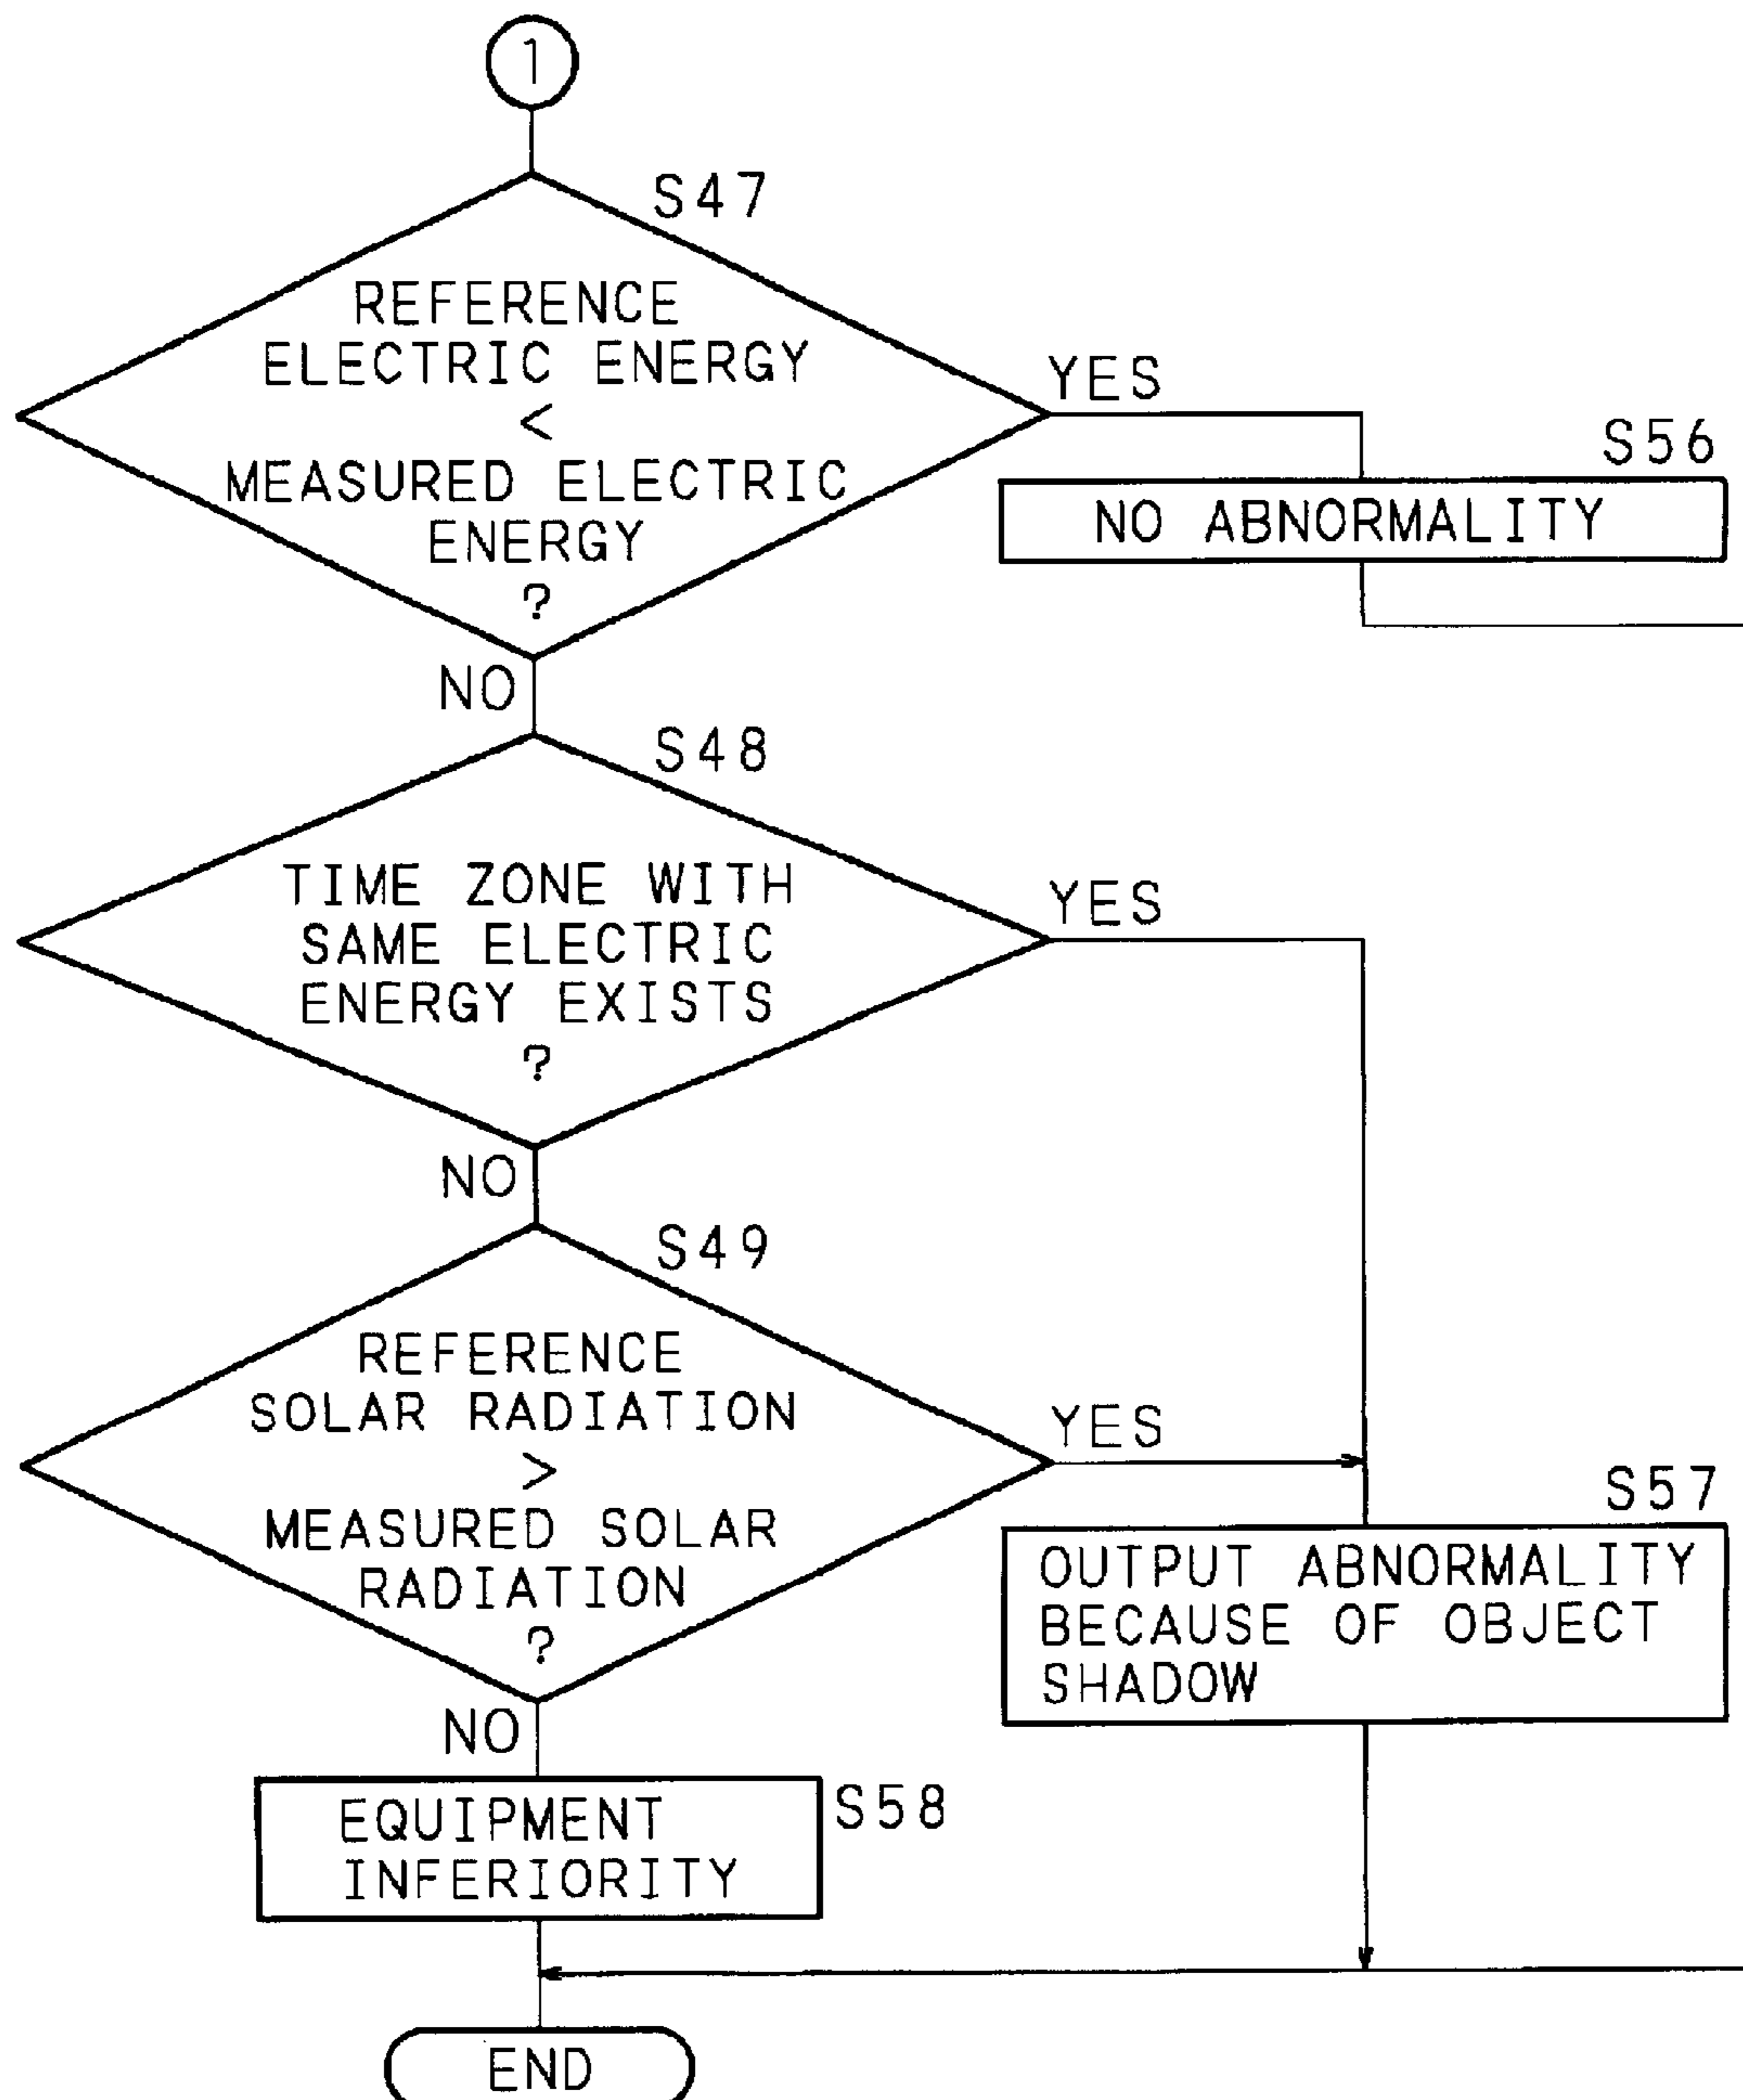 1
S47
REFERENCE
ELECTRIC ENERGY
<
MEASURED ELECTRIC
ENERGY
?
YES
S56
NO ABNORMALITY
NO
S48
TIME ZONE WITH
SAME ELECTRIC
ENERGY EXISTS
?
YES
NO
S49
REFERENCE
SOLAR RADIATION
>
MEASURED SOLAR
RADIATION
?
YES
S57
OUTPUT ABNORMALITY
BECAUSE OF OBJECT
SHADOW
NO
EQUIPMENT
INFERIORITY
S58
END